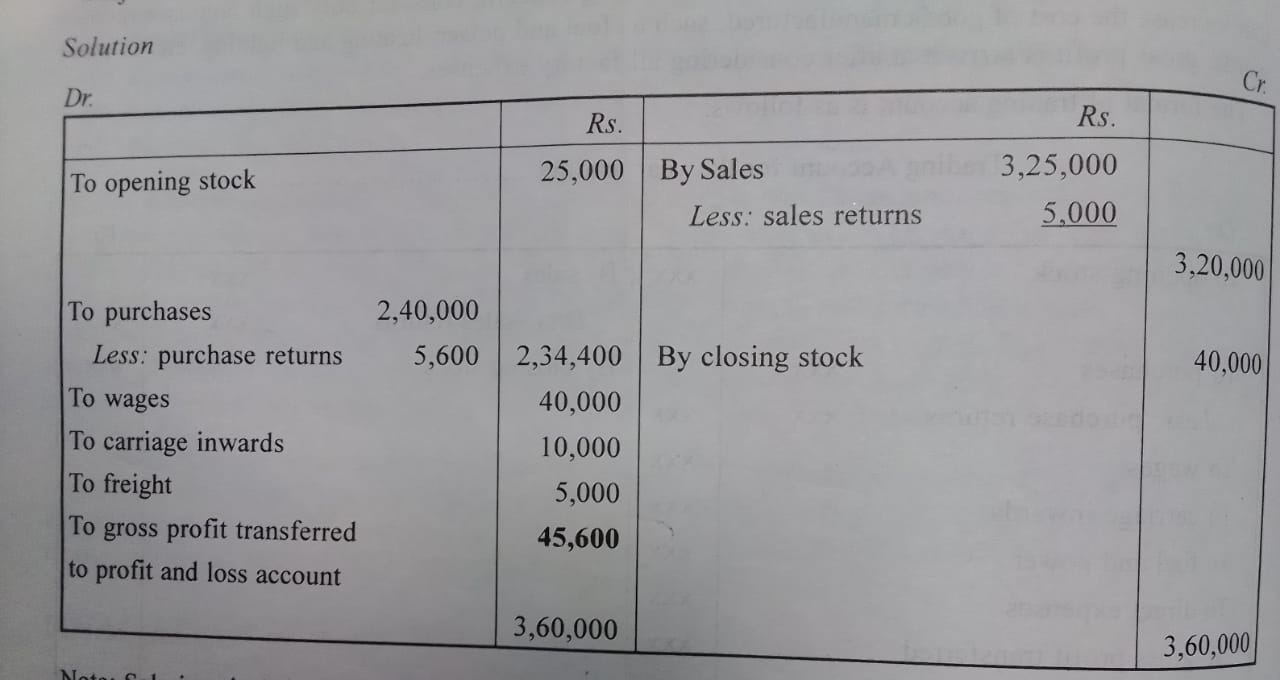 Solution
Dr. Cr.
Rs. Rs.
To opening stock 25,000 By Sales 3,25,000
Less: sales returns 5,000
3,20,000
To purchases 2,40,000
Less: purchase returns 5,600 2,34,400 By closing stock 40,000
To wages 40,000
To carriage inwards 10,000
To freight 5,000
To gross profit transferred 45,600
to profit and loss account
3,60,000 3,60,000